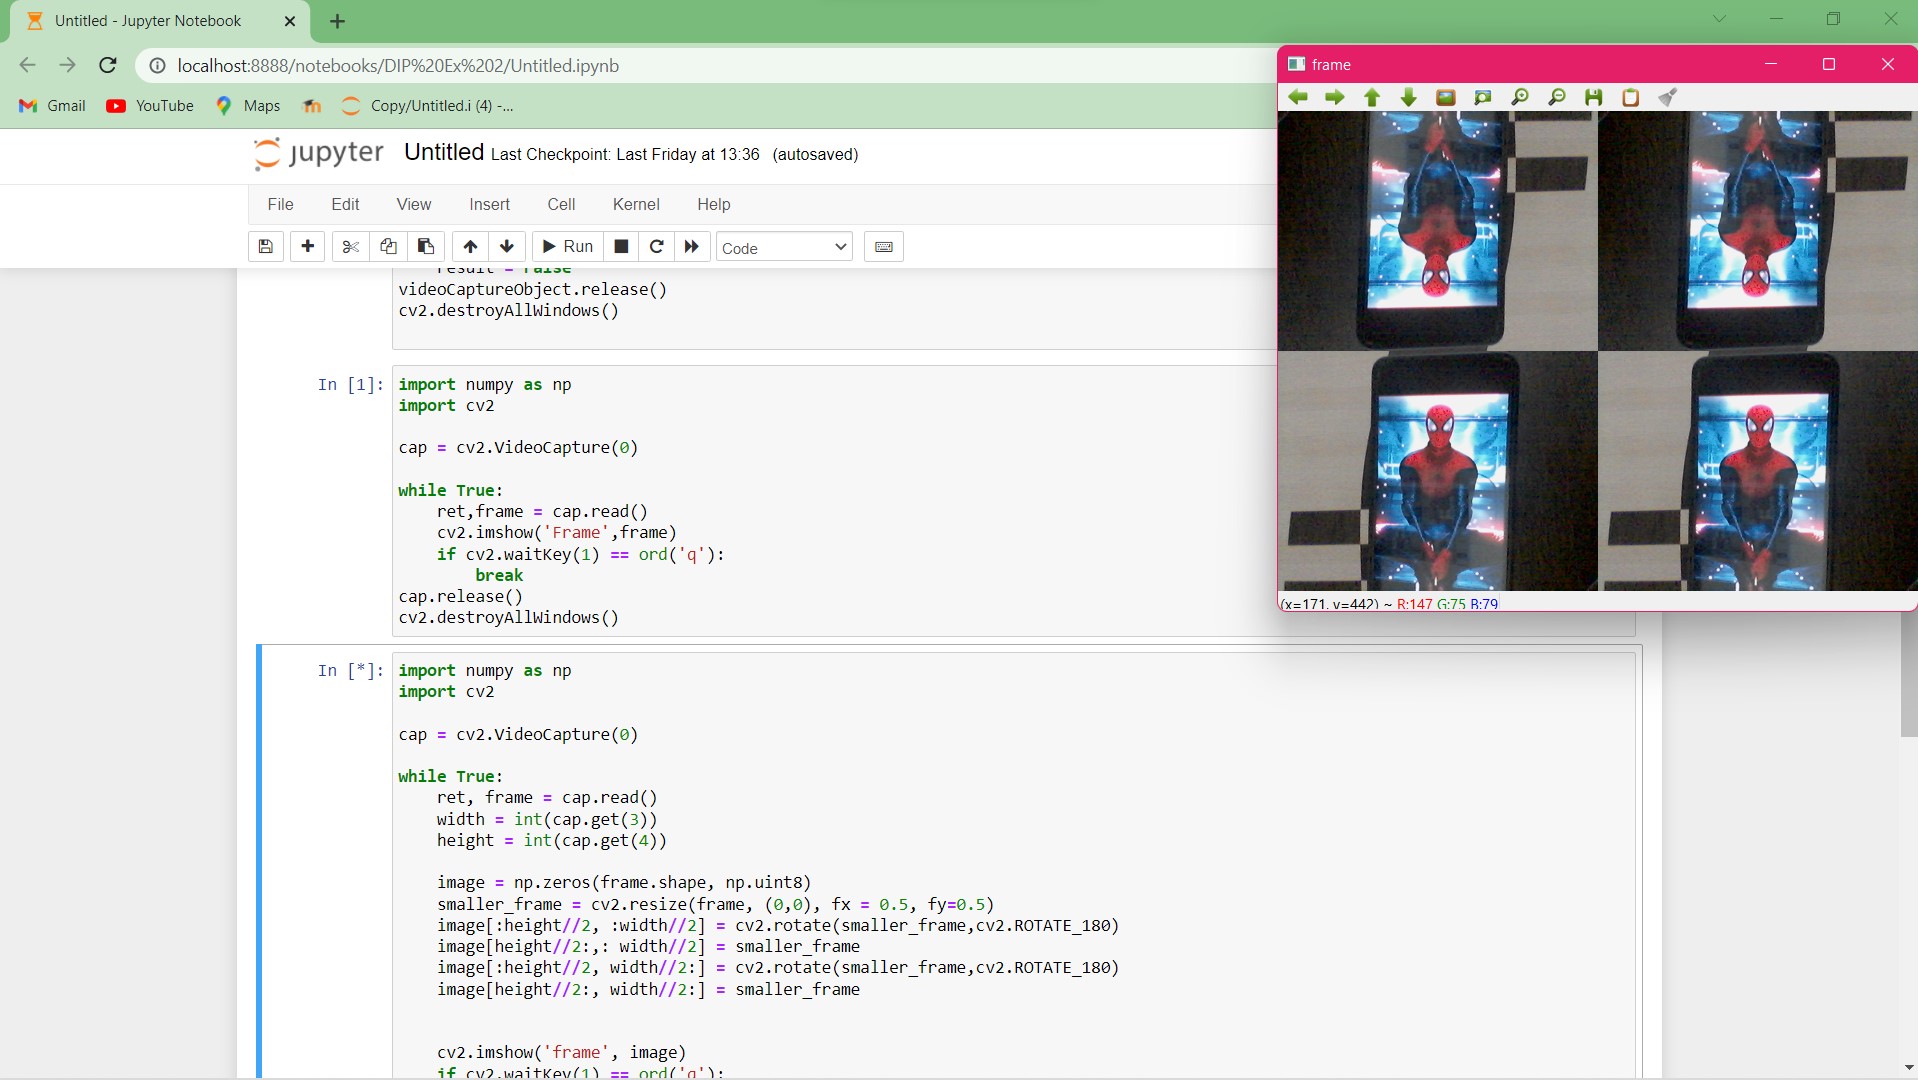 Untitled - Jupyter Notebook
localhost:8888/notebooks/DIP%20Ex%202/Untitled.ipynb
Gmail YouTube Maps Copy/Untitled.i (4) -...
jupyter Untitled Last Checkpoint: Last Friday at 13:36 (autosaved)
File Edit View Insert Cell Kernel Help
Run Code
result = False
videoCaptureObject.release()
cv2.destroyAllWindows()
In [1]:
import numpy as np
import cv2
cap = cv2.VideoCapture(0)
while True:
    ret,frame = cap.read()
    cv2.imshow('Frame',frame)
    if cv2.waitKey(1) == ord('q'):
        break
cap.release()
cv2.destroyAllWindows()
In [*]:
import numpy as np
import cv2
cap = cv2.VideoCapture(0)
while True:
    ret, frame = cap.read()
    width = int(cap.get(3))
    height = int(cap.get(4))
    image = np.zeros(frame.shape, np.uint8)
    smaller_frame = cv2.resize(frame, (0,0), fx = 0.5, fy=0.5)
    image[:height//2, :width//2] = cv2.rotate(smaller_frame,cv2.ROTATE_180)
    image[height//2:,: width//2] = smaller_frame
    image[:height//2, width//2:] = cv2.rotate(smaller_frame,cv2.ROTATE_180)
    image[height//2:, width//2:] = smaller_frame
    cv2.imshow('frame', image)
    if cv2.waitKey(1) == ord('q'):
frame
(x=171, y=442) ~ R:147 G:75 B:79